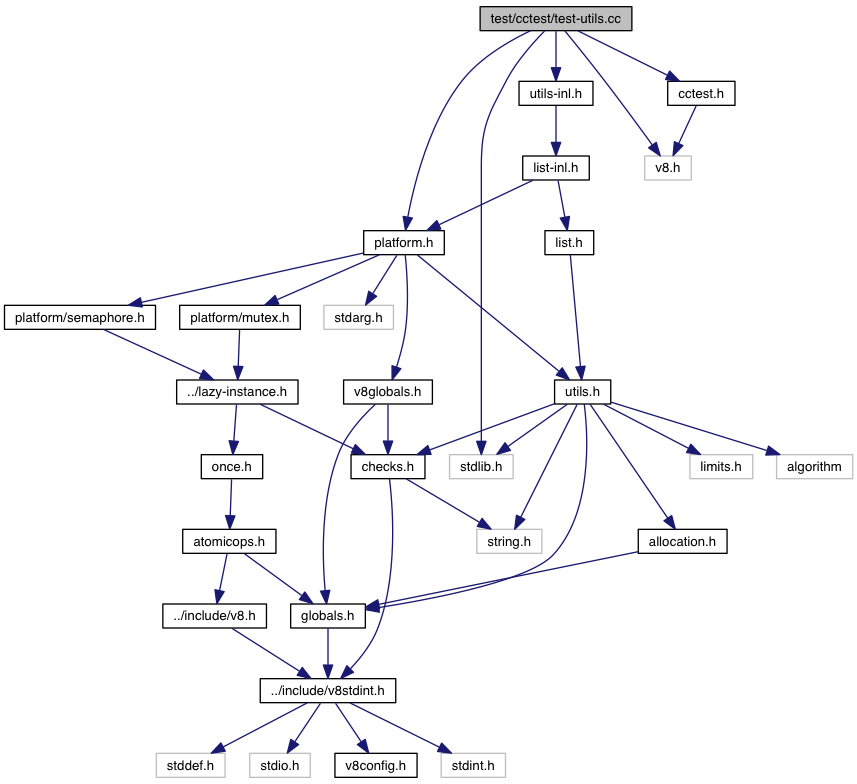 test/cctest/test-utils.cc
utils-inl.h
cctest.h
list-inl.h
v8.h
platform.h
list.h
platform/semaphore.h
platform/mutex.h
stdarg.h
../lazy-instance.h
v8globals.h
utils.h
once.h
checks.h
stdlib.h
limits.h
algorithm
atomicops.h
string.h
allocation.h
../include/v8.h
globals.h
../include/v8stdint.h
stddef.h
stdio.h
v8config.h
stdint.h